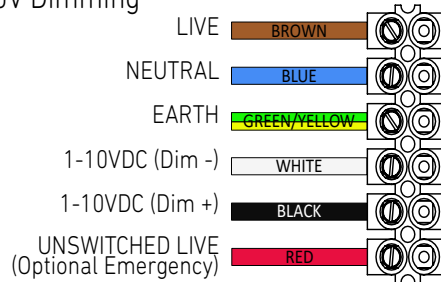 Dimming
LIVE BROWN
NEUTRAL BLUE
EARTH GREEN/YELLOW
1-10VDC (Dim -) WHITE
1-10VDC (Dim +) BLACK
UNSWITCHED LIVE
(Optional Emergency) RED